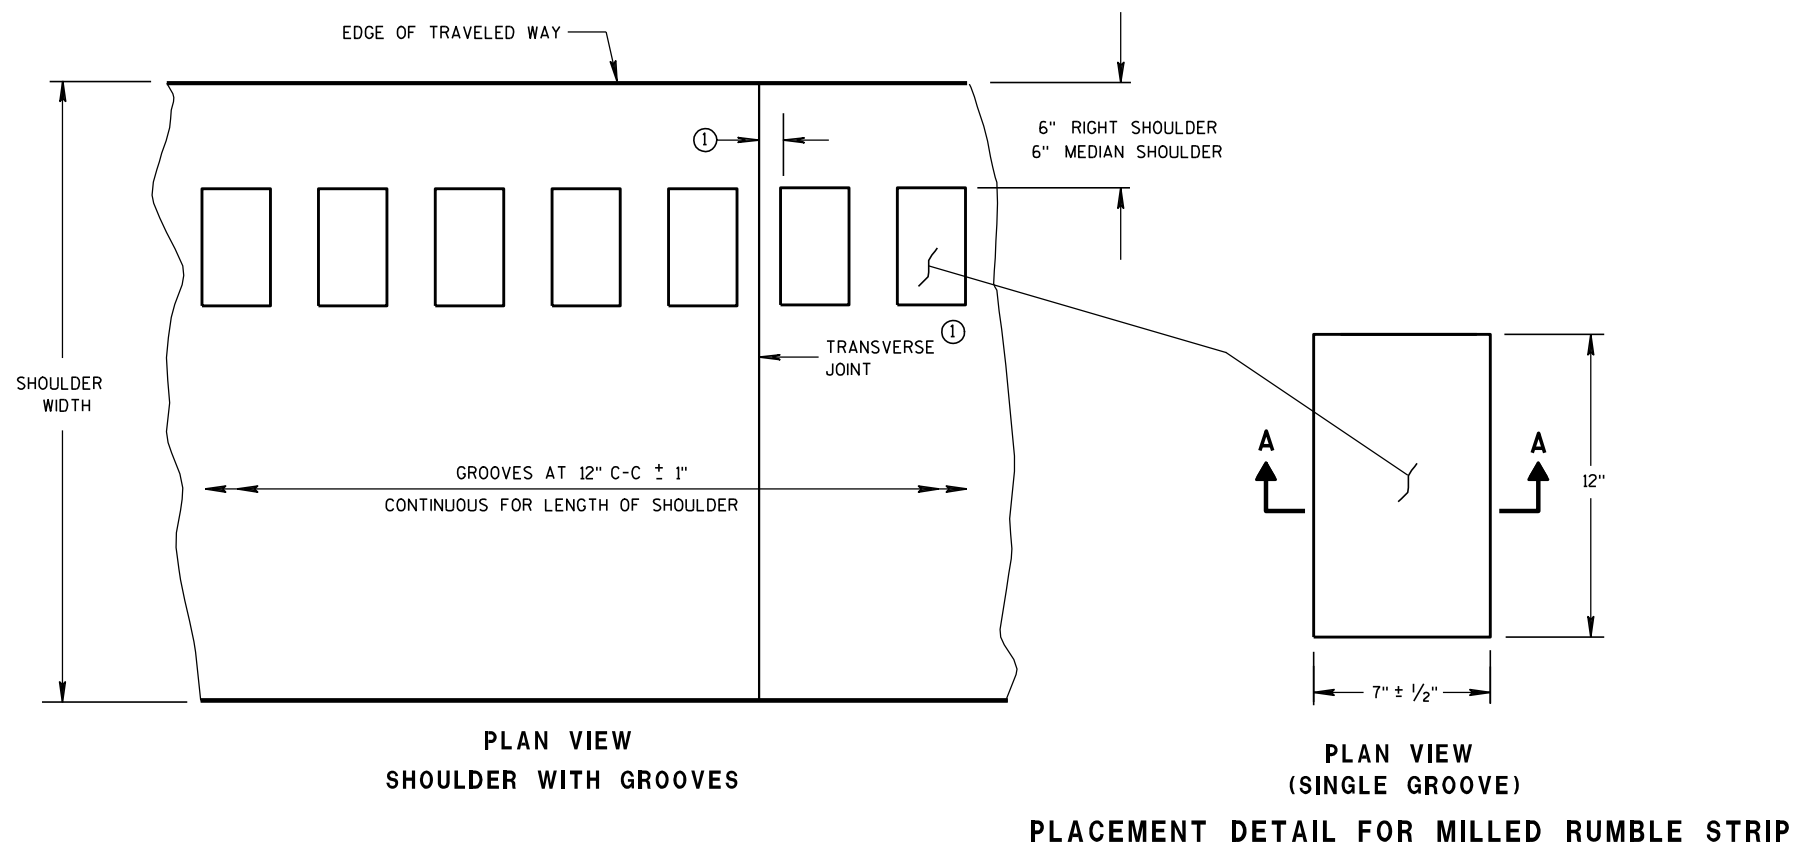 EDGE OF TRAVELED WAY
1
6" RIGHT SHOULDER
6" MEDIAN SHOULDER
1
TRANSVERSE
JOINT
SHOULDER
WIDTH
GROOVES AT 12" C-C ± 1"
CONTINUOUS FOR LENGTH OF SHOULDER
PLAN VIEW
SHOULDER WITH GROOVES
A
A
12"
7" ± 1/2"
PLAN VIEW
(SINGLE GROOVE)
PLACEMENT DETAIL FOR MILLED RUMBLE STRIP